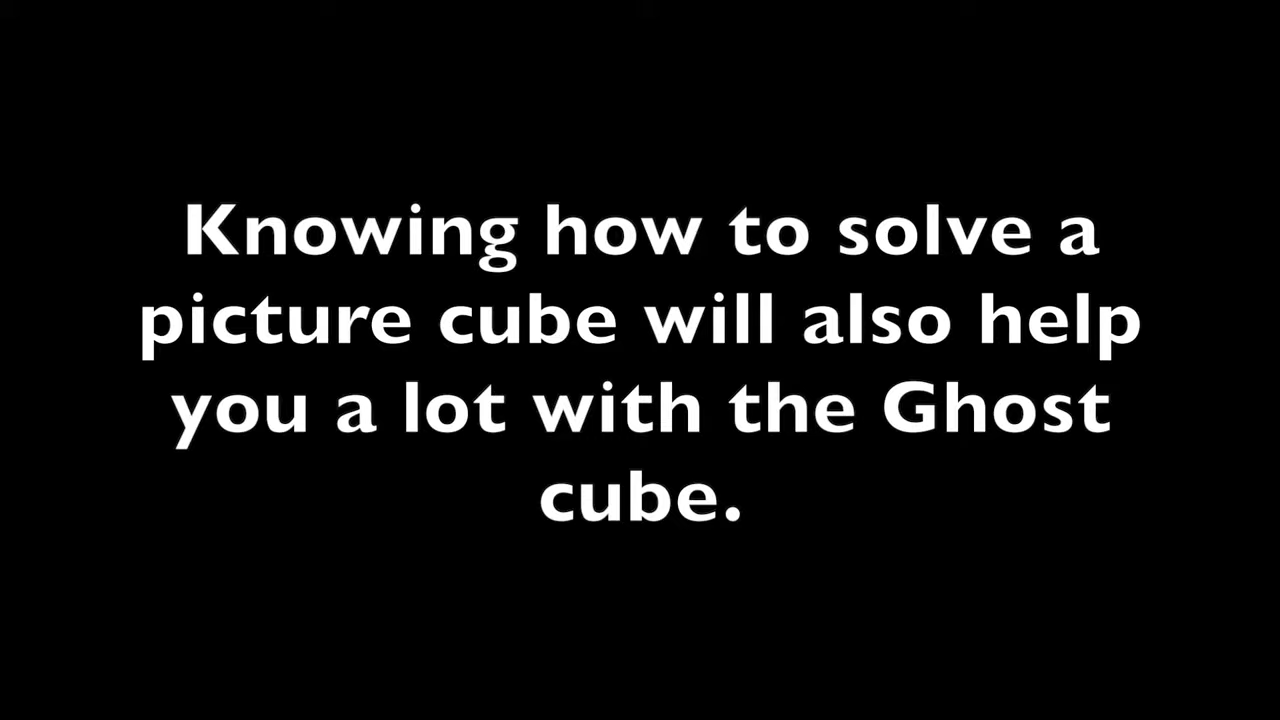 Knowing how to solve a
picture cube will also help
you a lot with the Ghost
cube.